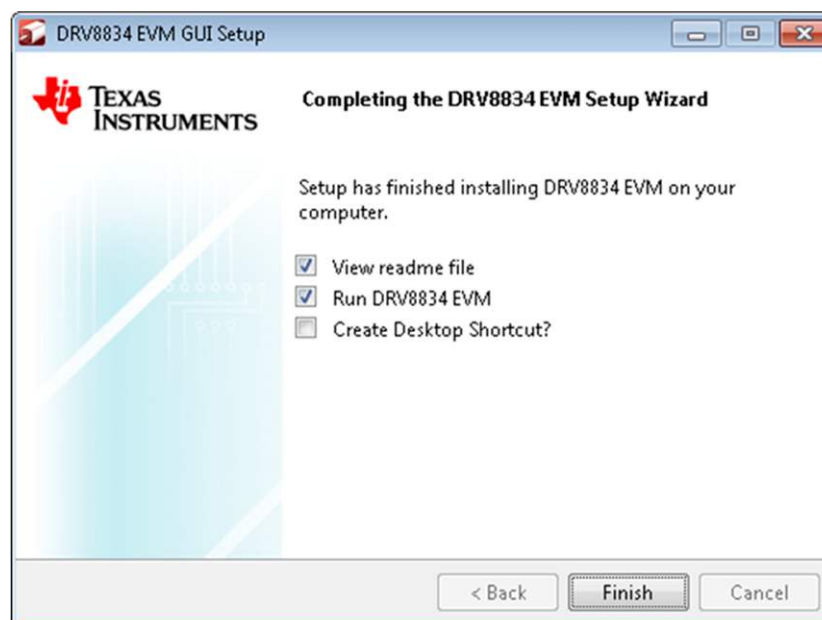 DRV8834 EVM GUI Setup
TEXAS
INSTRUMENTS
Completing the DRV8834 EVM Setup Wizard
Setup has finished installing DRV8834 EVM on your
computer.
View readme file
Run DRV8834 EVM
Create Desktop Shortcut?
< Back
Finish
Cancel